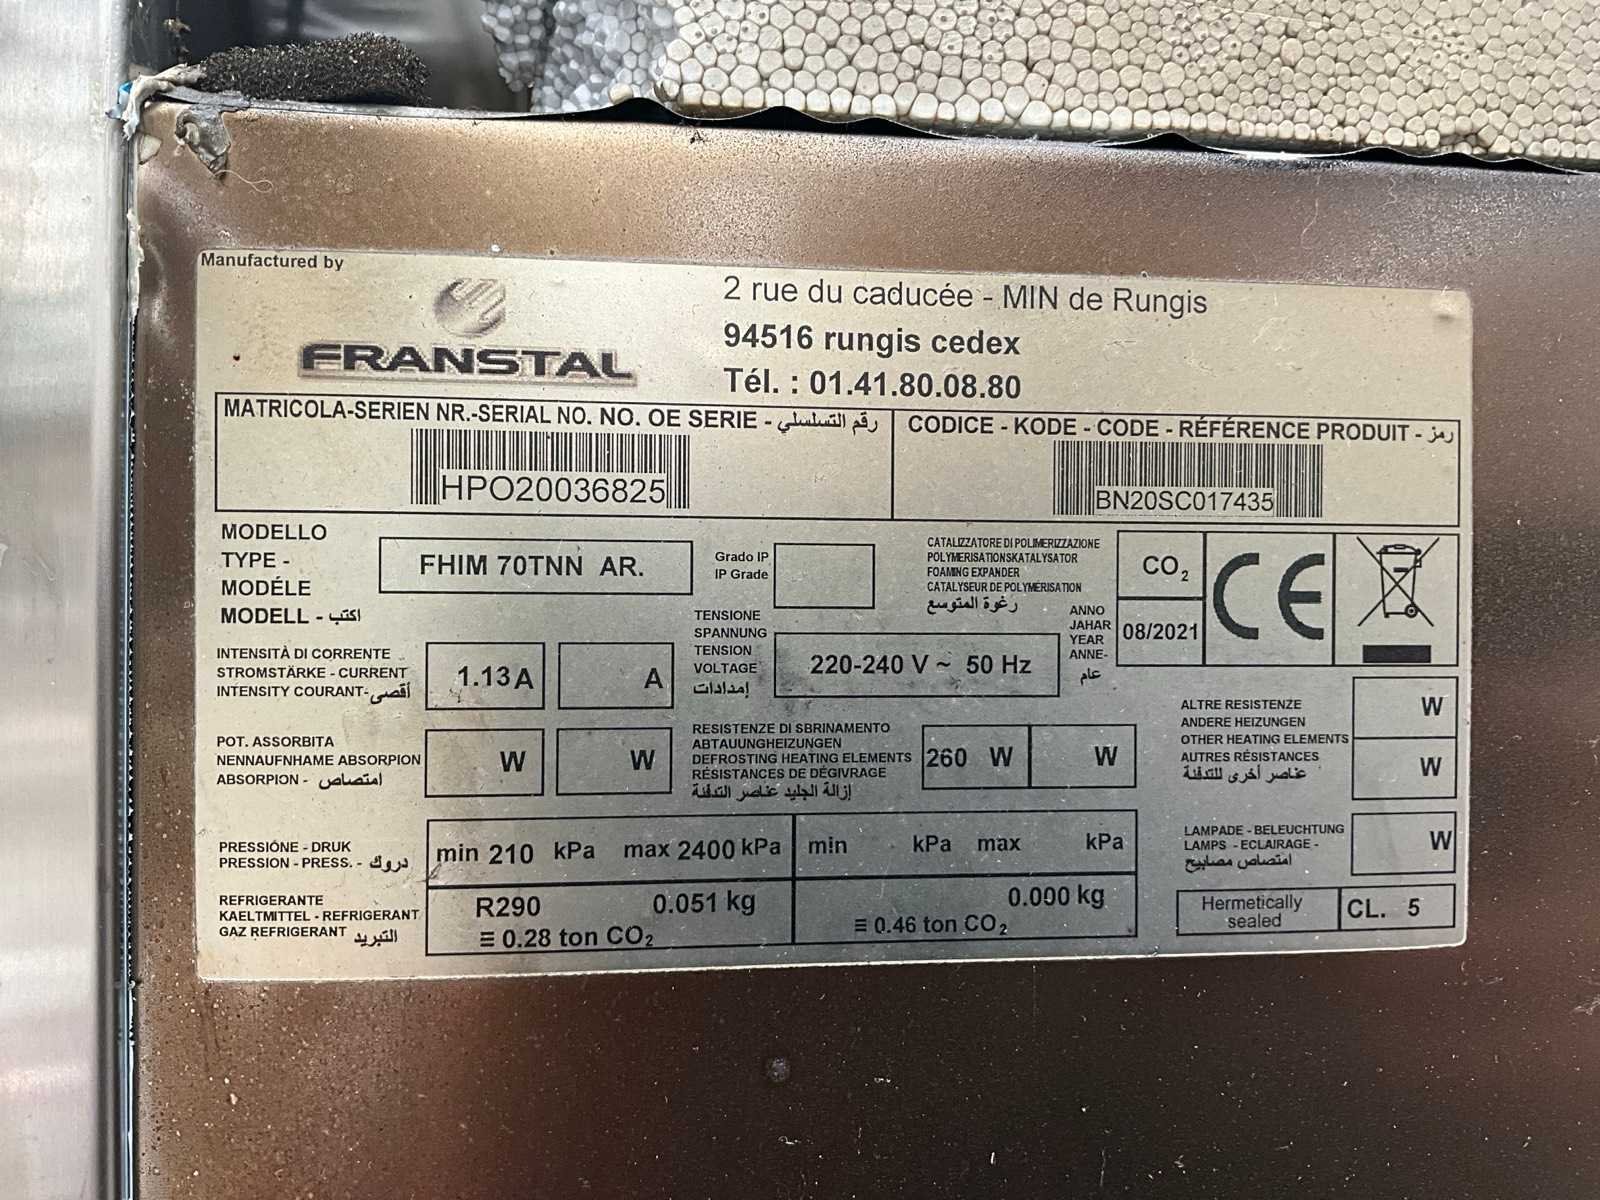 Manufactured by
FRANSTAL
2 rue du caducée - MIN de Rungis
94516 rungis cedex
Tél. : 01.41.80.08.80
MATRICOLA-SERIEN NR.-SERIAL NO. NO. OE SERIE - رقم التسلسلي
HPO20036825
CODICE - KODE - CODE - RÉFÉRENCE PRODUIT - رمز
BN20SC017435
MODELLO
TYPE -
MODÉLE
MODELL - اكتب
FHIM 70TNN AR.
Grado IP
IP Grade
CATALIZZATORE DI POLIMERIZZAZIONE
POLYMERISATIONSKATALYSATOR
FOAMING EXPANDER
CATALYSEUR DE POLYMÉRISATION
رغوة المتوسع
CO2
ANNO
JAHAR
YEAR
ANNE-
عام
08/2021
CE
INTENSITÀ DI CORRENTE
STROMSTÄRKE - CURRENT
INTENSITY COURANT- أقصى
1.13 A
A
TENSIONE
SPANNUNG
TENSION
VOLTAGE
إمدادات
220-240 V ~ 50 Hz
POT. ASSORBITA
NENNAUFNHAME ABSORPION
ABSORPION - امتصاص
W
W
RESISTENZE DI SBRINAMENTO
ABTAUUNGHEIZUNGEN
DEFROSTING HEATING ELEMENTS
RÉSISTANCES DE DÉGIVRAGE
إزالة الجليد عناصر التدفئة
260 W
W
ALTRE RESISTENZE
ANDERE HEIZUNGEN
OTHER HEATING ELEMENTS
AUTRES RÉSISTANCES
عناصر أخرى للتدفئة
W
W
PRESSIÓNE - DRUK
PRESSION - PRESS. - دروك
min 210 kPa max 2400 kPa
min kPa max kPa
LAMPADE - BELEUCHTUNG
LAMPS - ECLAIRAGE -
امتصاص مصابيح
W
REFRIGERANTE
KAELTMITTEL - REFRIGERANT
GAZ REFRIGERANT التبريد
R290 0.051 kg
≡ 0.28 ton CO2
0.000 kg
≡ 0.46 ton CO2
Hermetically
sealed
CL. 5